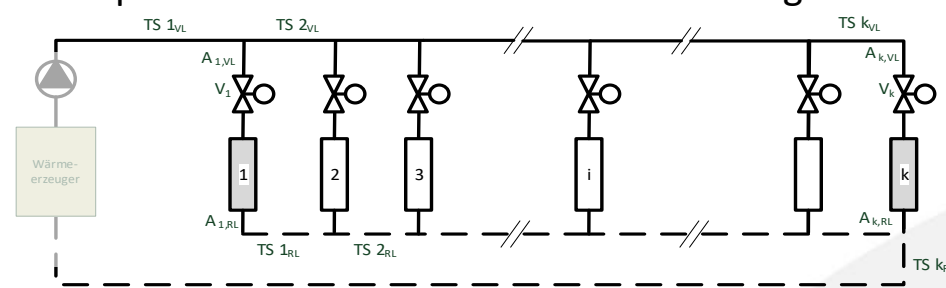 TS 1VL TS 2VL TS kVL
A1,VL Ak,VL
V1 Vk
Wärme-
erzeuger
1 2 3 i k
A1,RL Ak,RL
TS 1RL TS 2RL
TS k